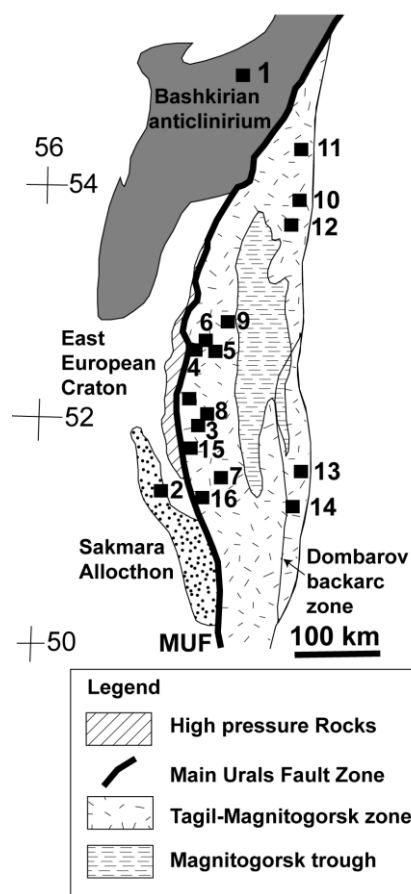 1
Bashkirian
anticlinirium
11
56
54
10
12
9
6
5
4
East
European
Craton
52
8
3
15
13
7
2
16
14
Sakmara
Allocthon
Dombarov
backarc
zone
50
MUF
100 km
Legend
High pressure Rocks
Main Urals Fault Zone
Tagil-Magnitogorsk zone
Magnitogorsk trough